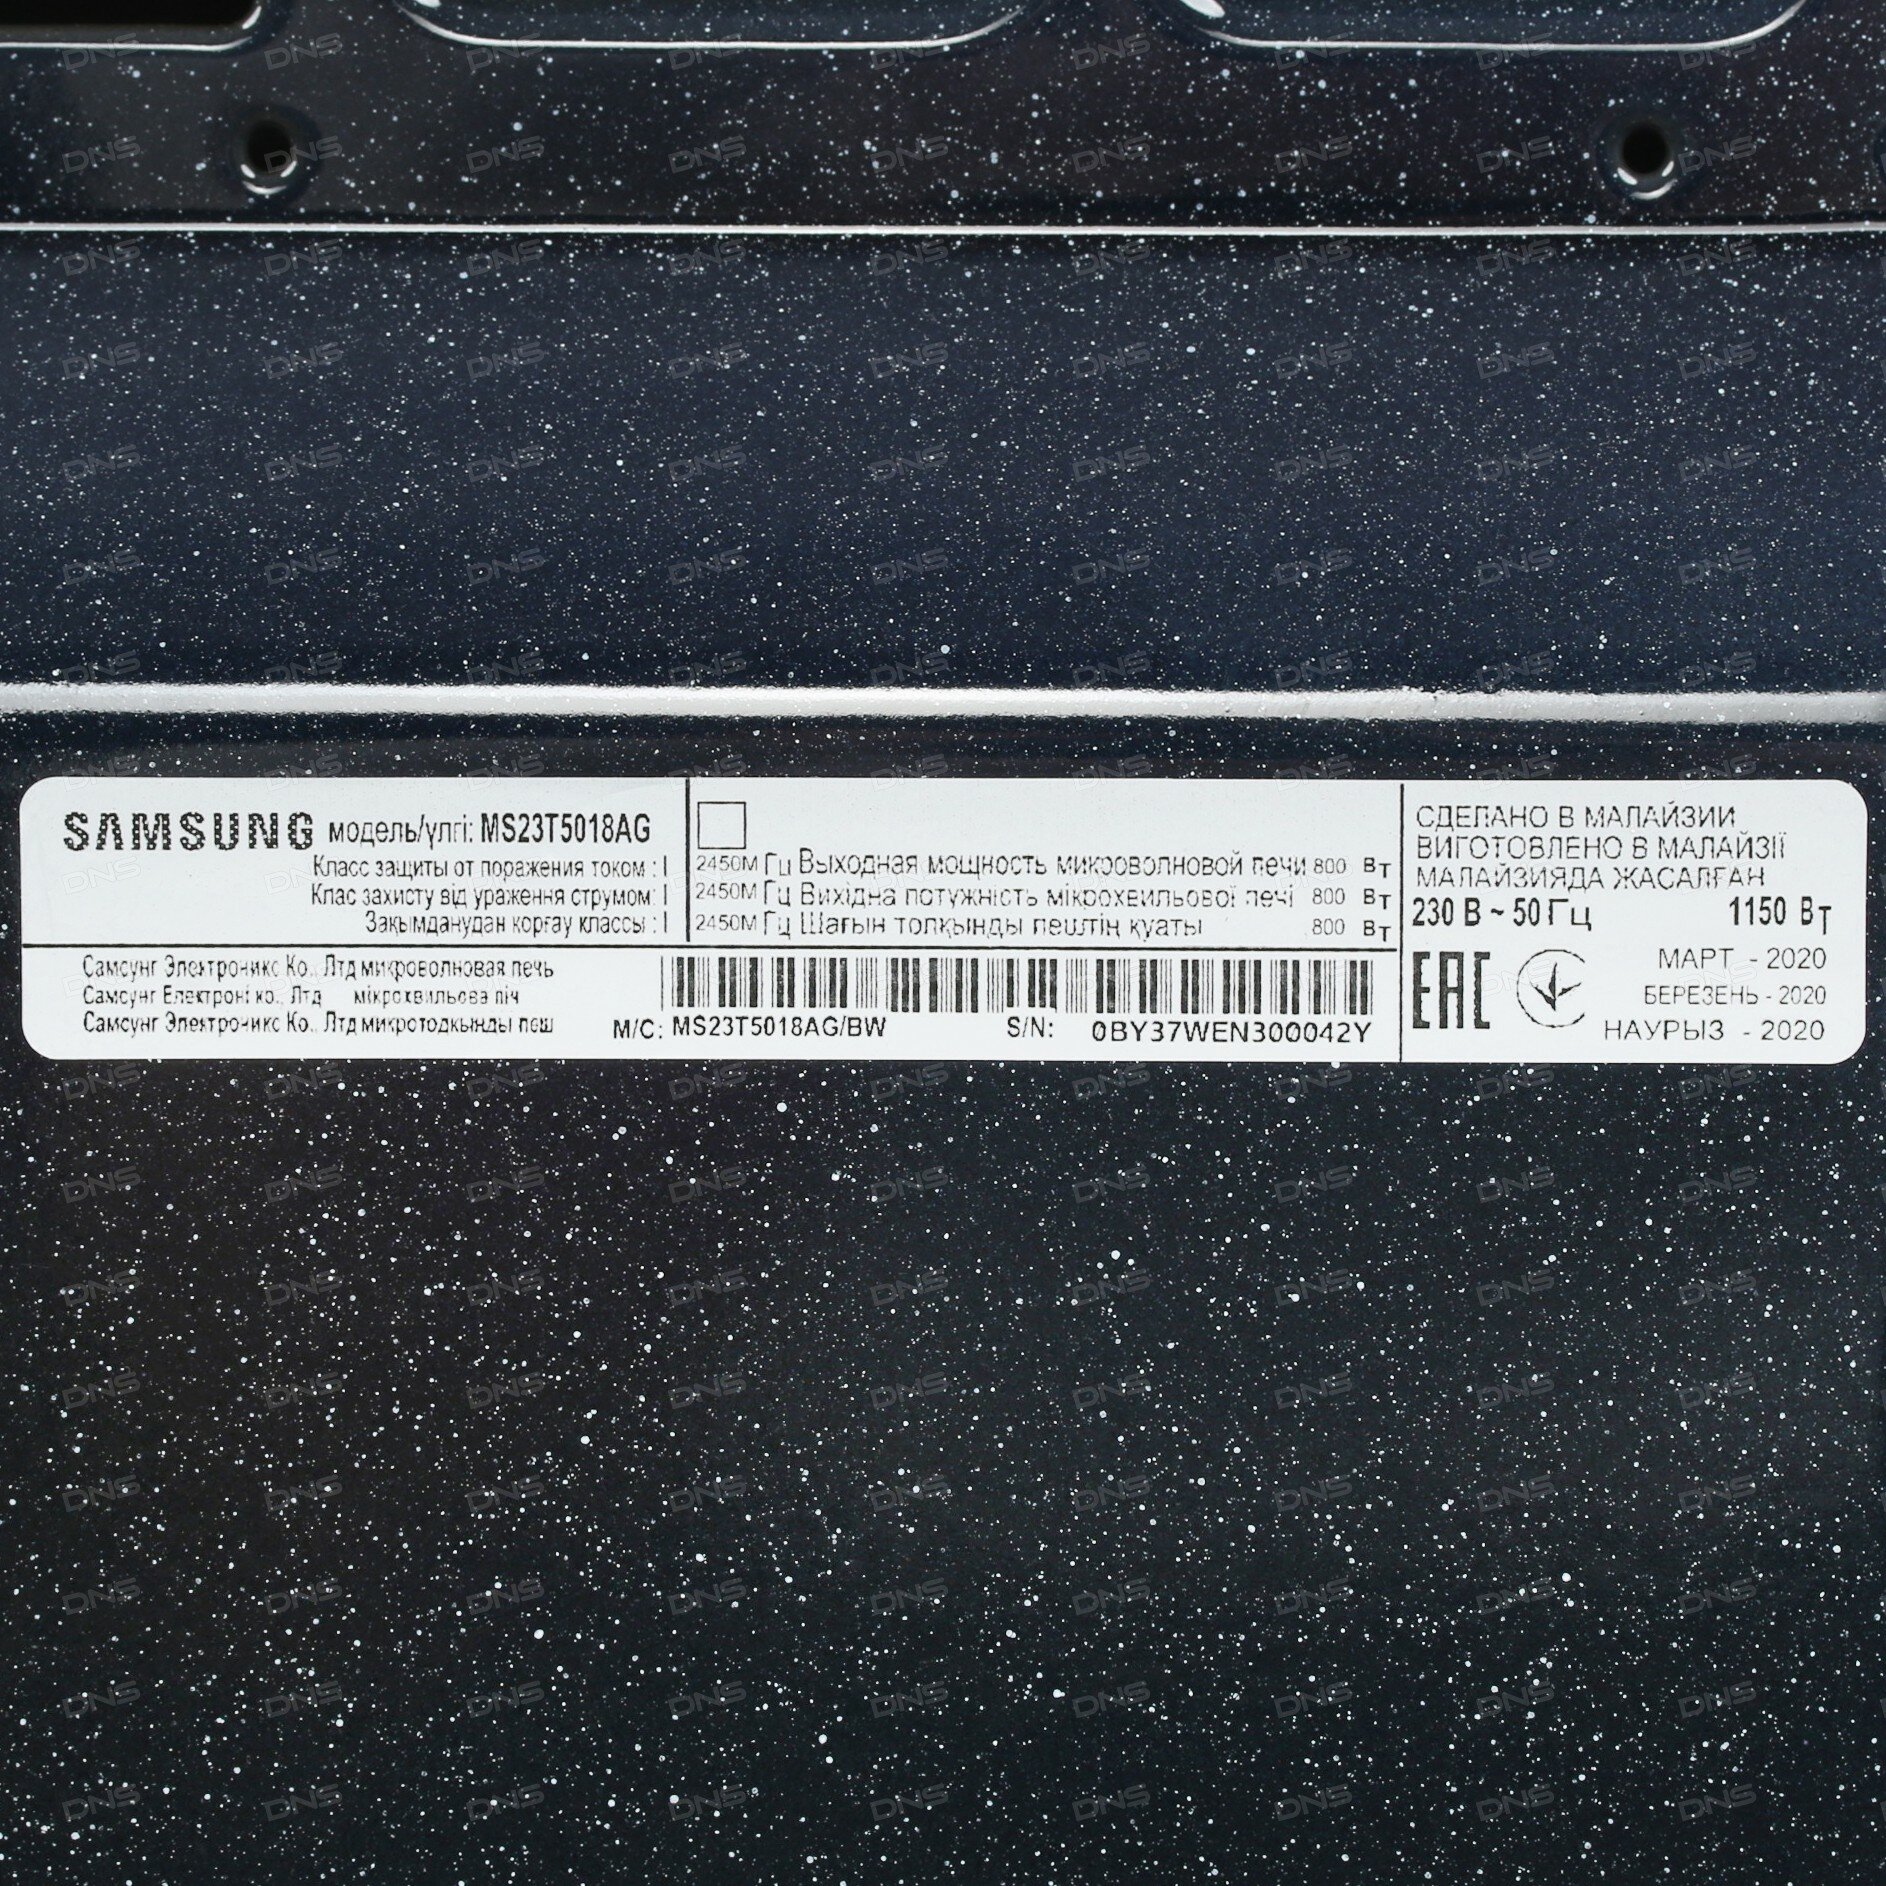 SAMSUNG модель/үлгі: MS23T5018AG
Класс защиты от поражения током : I
Клас захисту від ураження струмом: I
Зақымданудан корғау классы : I
2450М Гц Выходная мощность микроволновой печи 800 Вт
2450М Гц Вихідна потужність мікрохвильової печі 800 Вт
2450М Гц Шағын толқынды пештің қуаты 800 Вт
СДЕЛАНО В МАЛАЙЗИИ
ВИГОТОВЛЕНО В МАЛАЙЗІЇ
МАЛАЙЗИЯДА ЖАСАЛҒАН
230 В ~ 50 Гц 1150 Вт
Самсунг Электроникс Ко., Лтд микроволновая печь
Самсунг Електронікс Ко., Лтд мікрохвильова піч
Самсунг Электроникс Ко., Лтд микротодкынды пеш
M/C: MS23T5018AG/BW S/N: 0BY37WEN300042Y
EAC
МАРТ - 2020
БЕРЕЗЕНЬ - 2020
НАУРЫЗ - 2020
DNS